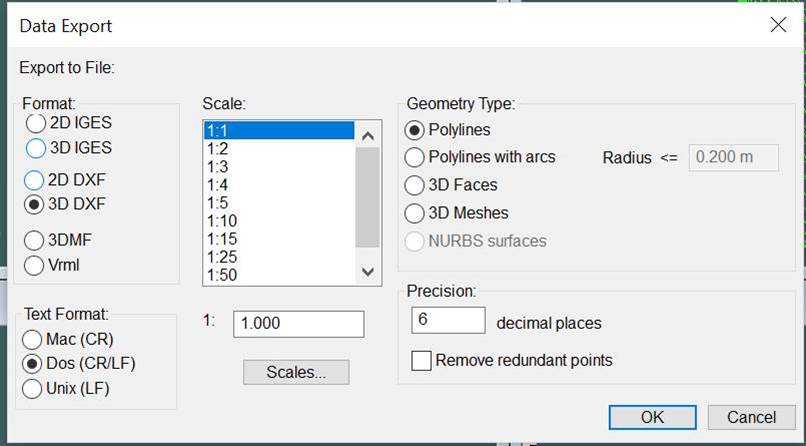 Data Export
Export to File:
Format:
2D IGES
3D IGES
2D DXF
3D DXF
3DMF
Vrml
Text Format:
Mac (CR)
Dos (CR/LF)
Unix (LF)
Scale:
1:1
1:2
1:3
1:4
1:5
1:10
1:15
1:25
1:50
1: 1.000
Scales...
Geometry Type:
Polylines
Polylines with arcs Radius <= 0.200 m
3D Faces
3D Meshes
NURBS surfaces
Precision:
6 decimal places
Remove redundant points
OK Cancel